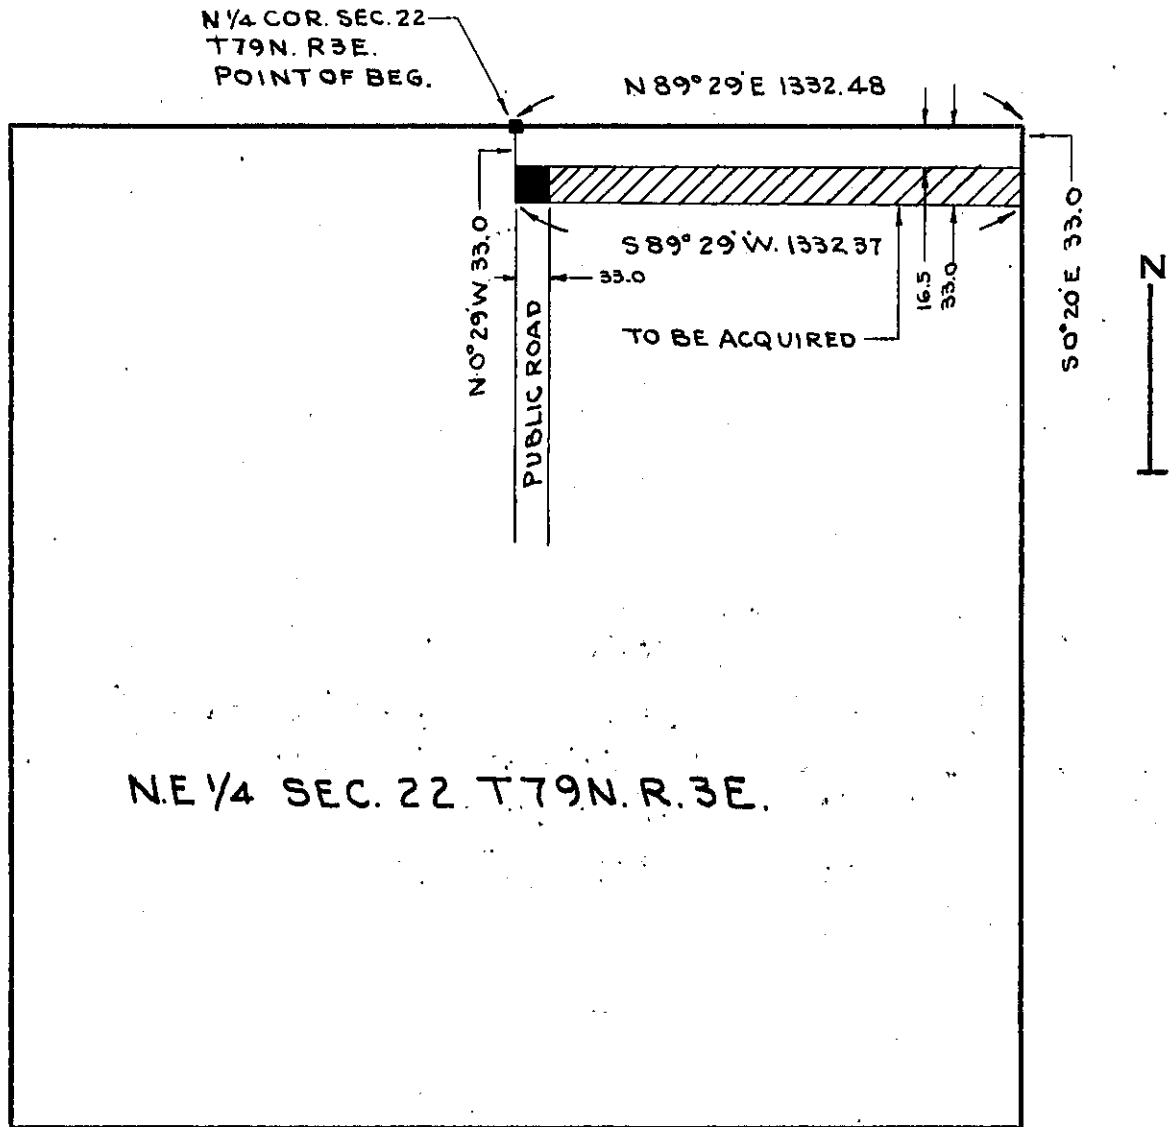 N 1/4 COR. SEC. 22
T79N. R3E.
POINT OF BEG.
N 89° 29' E 1332.48
N 0° 29' W. 33.0
S 89° 29' W. 1332.37
33.0
16.5
33.0
S 0° 20' E 33.0
N
TO BE ACQUIRED
PUBLIC ROAD
N.E 1/4 SEC. 22 T.79N. R.3E.